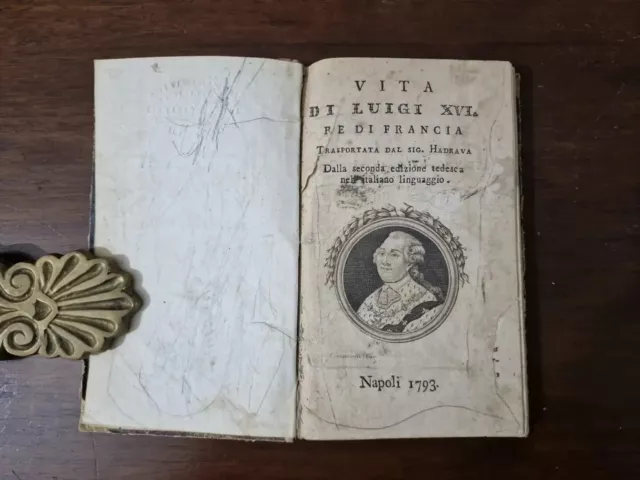 VITA
DI LUIGI XVI.
RE DI FRANCIA
TRASPORTATA DAL SIG. HADRAVA
Dalla seconda edizione tedesca
nell'italiano linguaggio.
Napoli 1793.